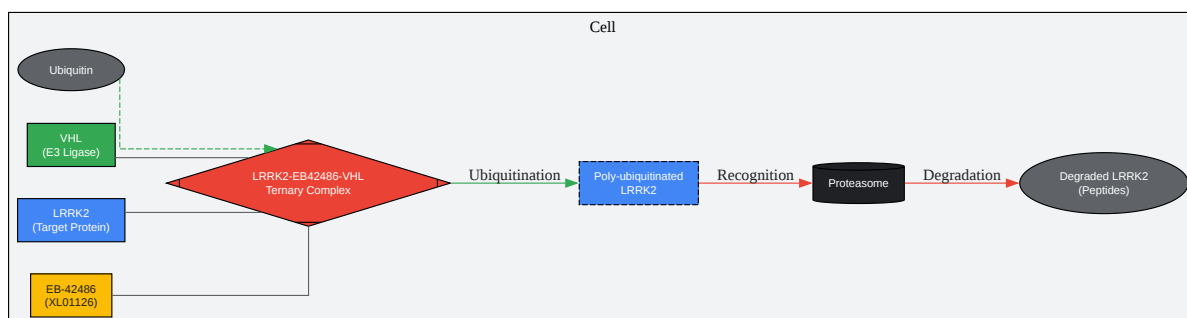 Cell
Ubiquitin
VHL
(E3 Ligase)
LRRK2
(Target Protein)
EB-42486
(XL01126)
LRRK2-EB42486-VHL
Ternary Complex
Ubiquitination
Poly-ubiquitinated
LRRK2
Recognition
Proteasome
Degradation
Degraded LRRK2
(Peptides)